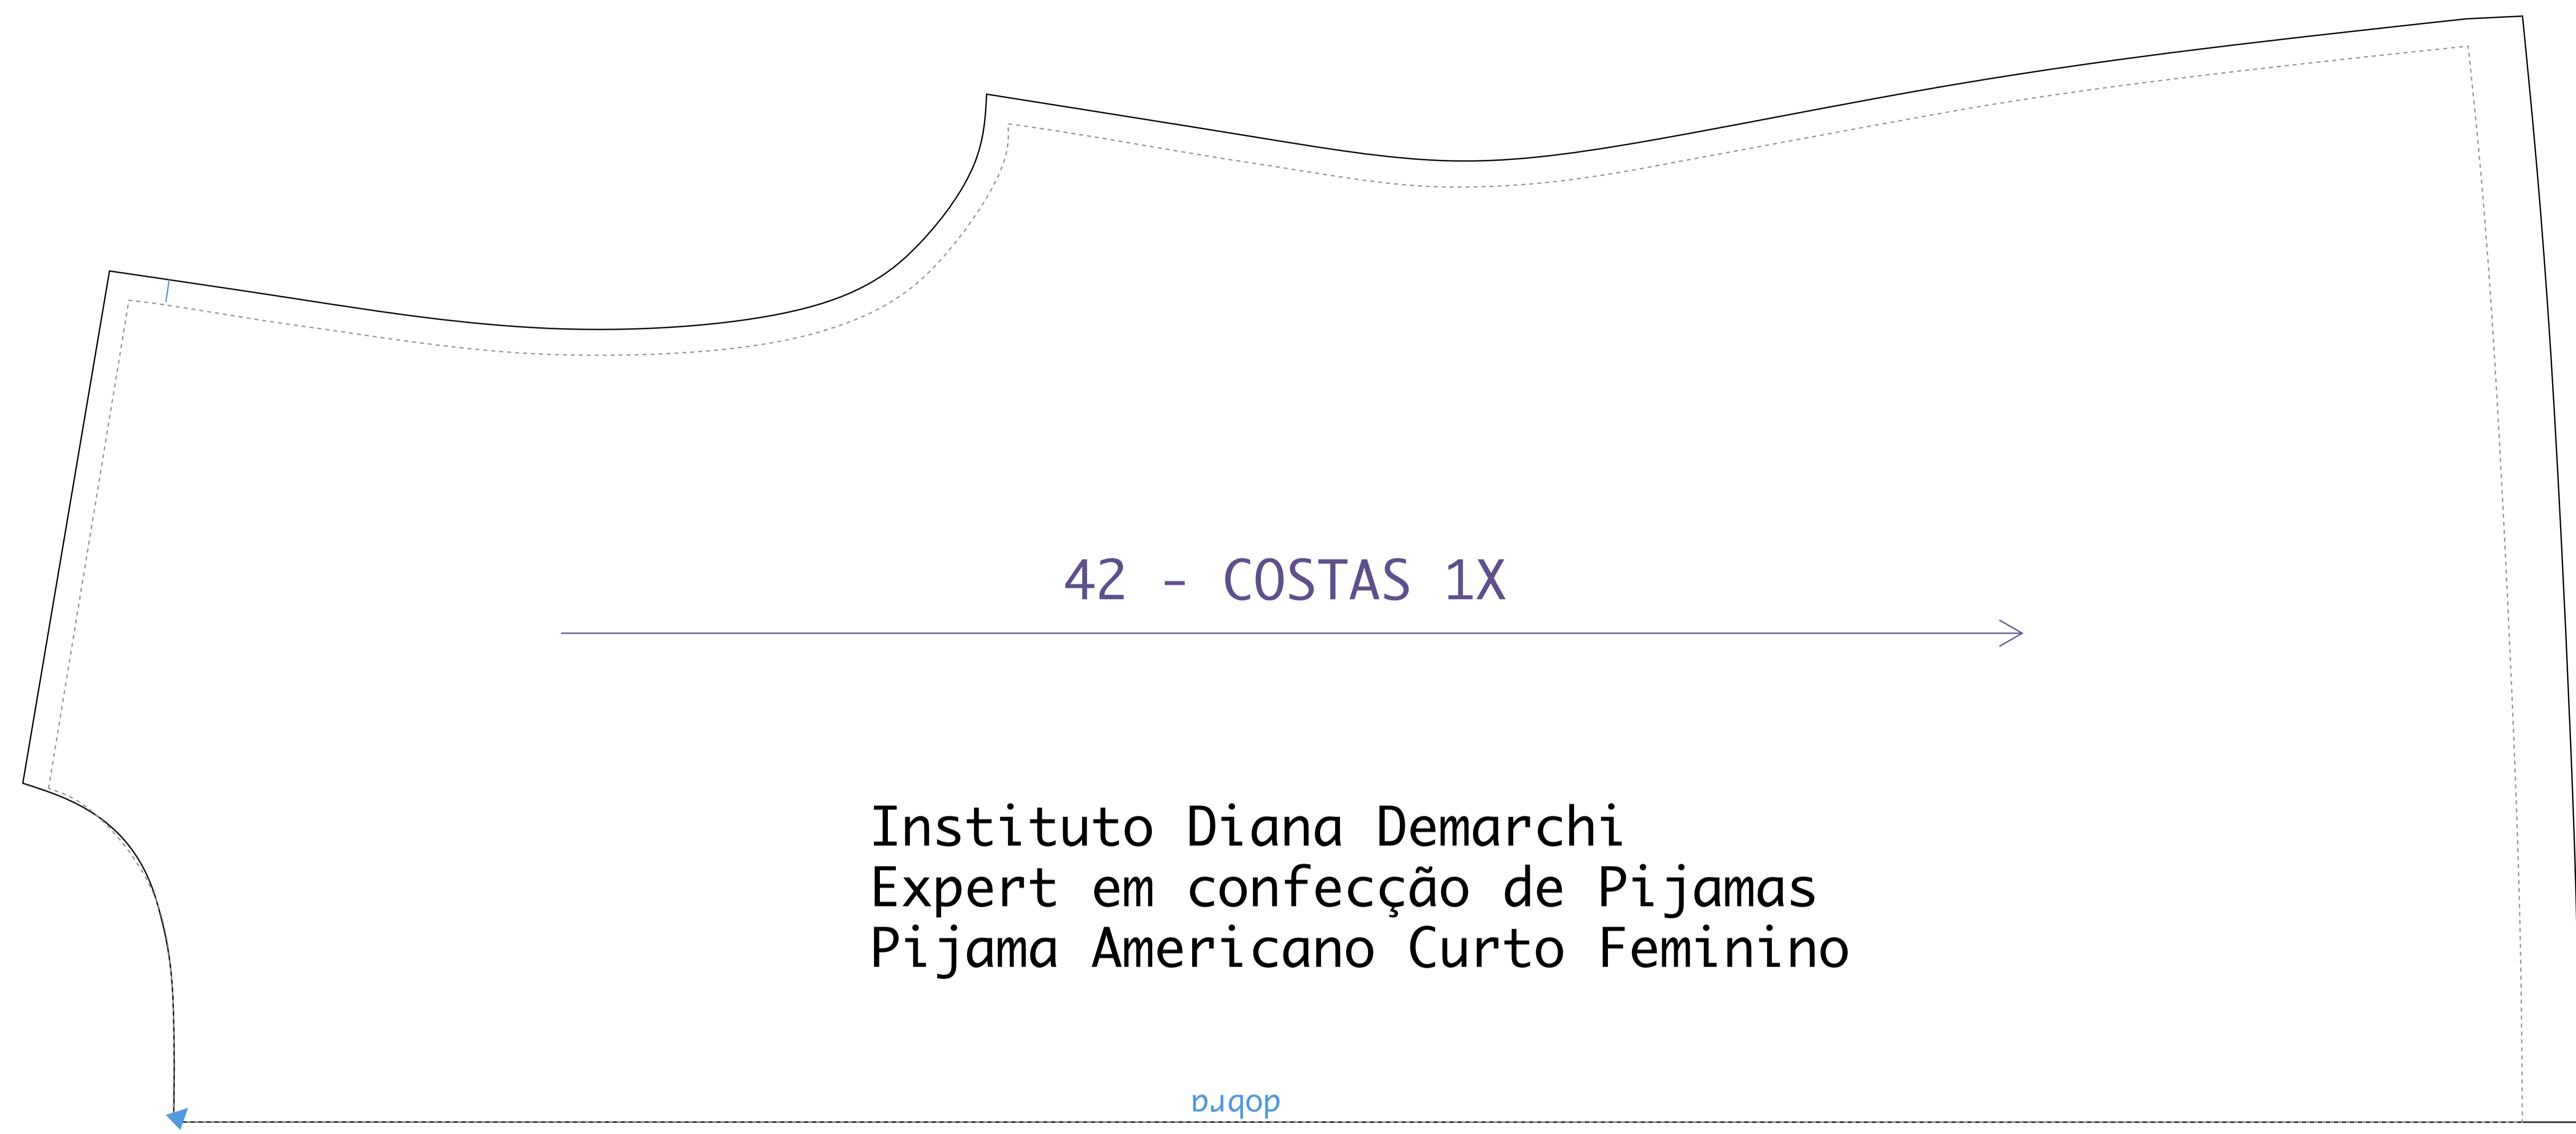 42 - COSTAS 1X
Instituto Diana Demarchi
Expert em confecção de Pijamas
Pijama Americano Curto Feminino
dobra